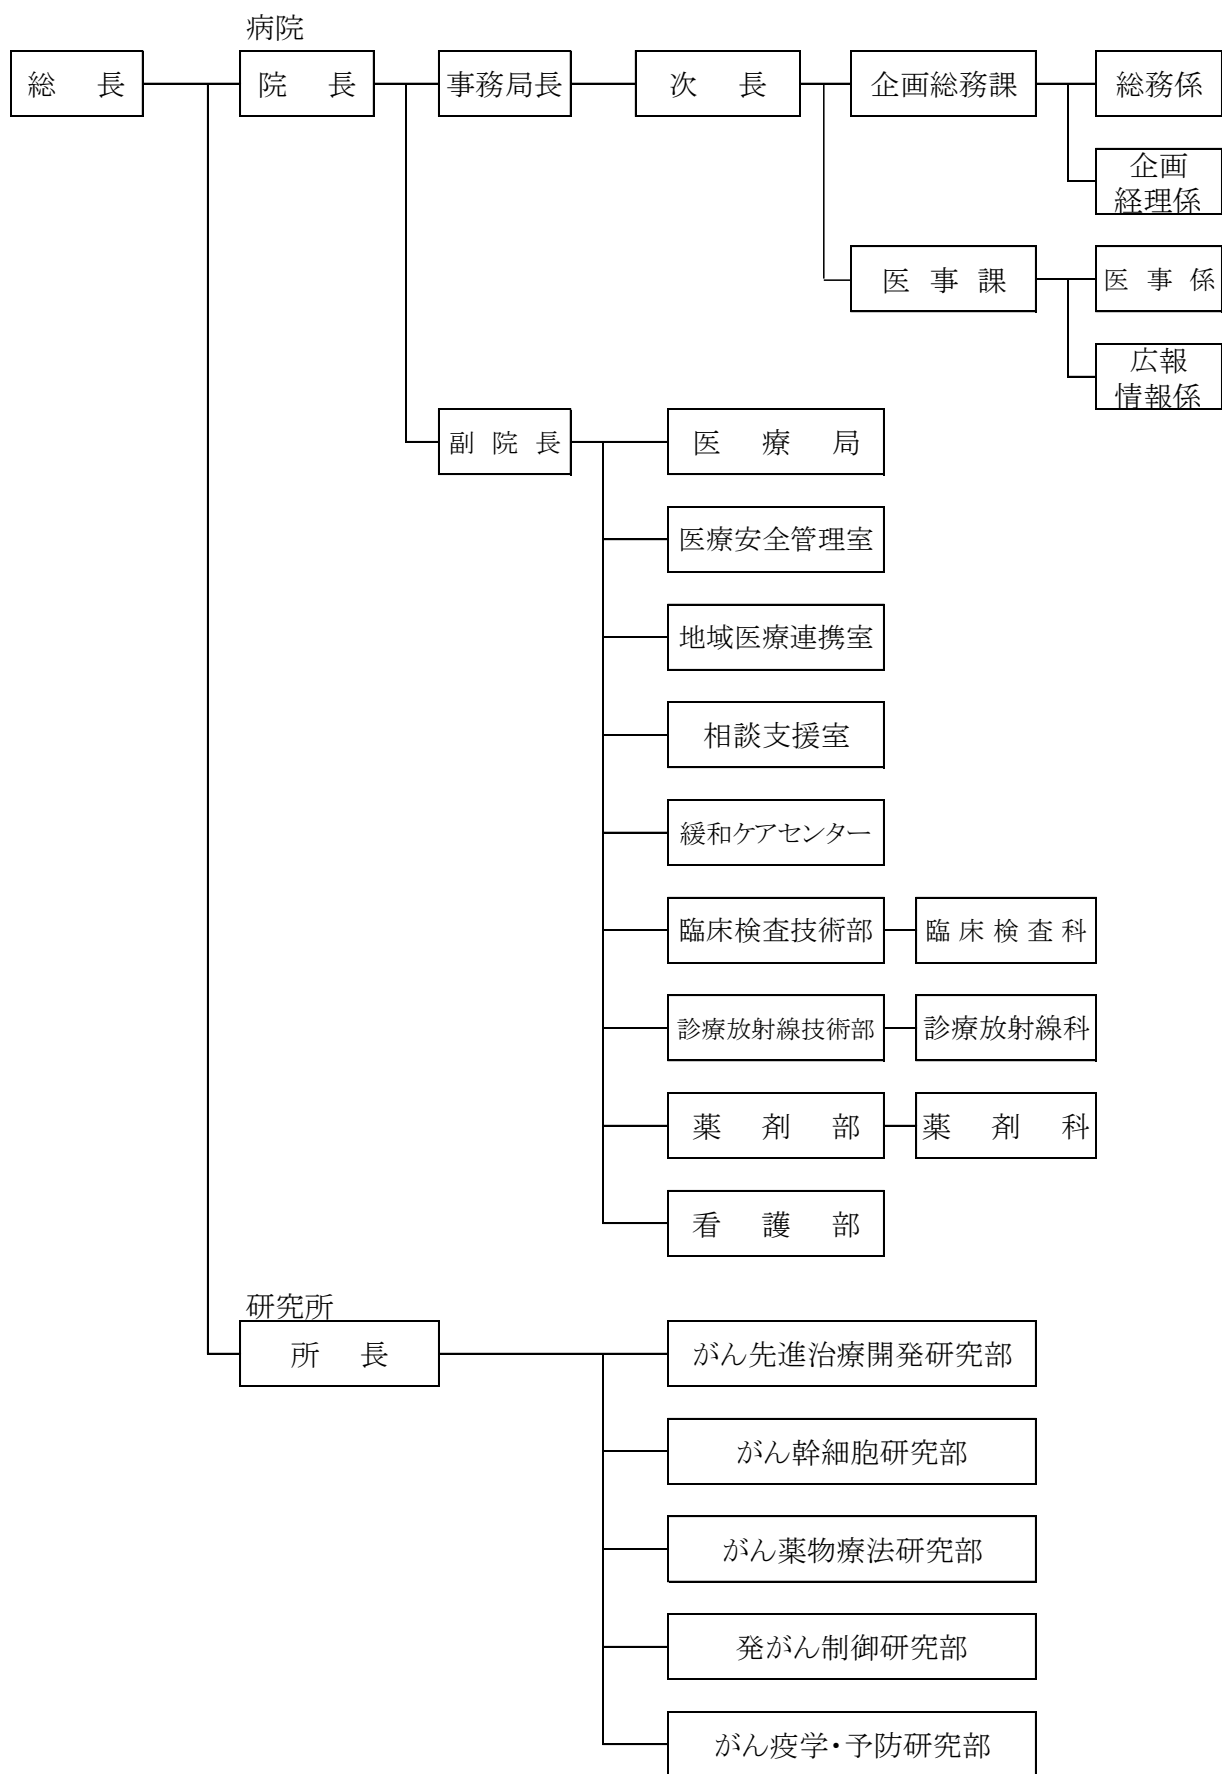 病院
総長
院長
事務局長
次長
企画総務課
総務係
企画
経理係
医事課
医事係
広報
情報係
副院長
医療局
医療安全管理室
地域医療連携室
相談支援室
緩和ケアセンター
臨床検査技術部
臨床検査科
診療放射線技術部
診療放射線科
薬剤部
薬剤科
看護部
研究所
所長
がん先進治療開発研究部
がん幹細胞研究部
がん薬物療法研究部
発がん制御研究部
がん疫学・予防研究部